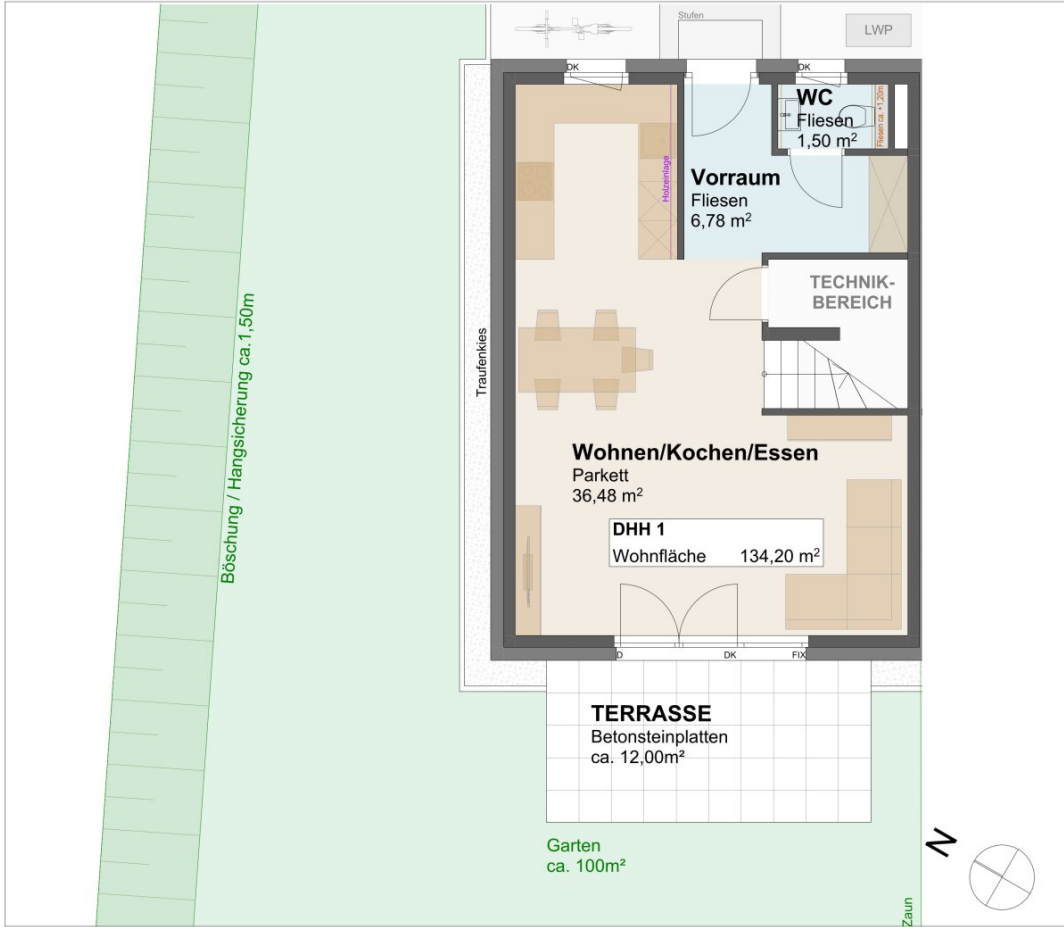 Stufen
LWP
DK
DK
WC
Fliesen
1,50 m²
Fliesen ca. +1,20m
Holzeinlage
Vorraum
Fliesen
6,78 m²
TECHNIK-
BEREICH
Traufenkies
Böschung / Hangsicherung ca.1,50m
Wohnen/Kochen/Essen
Parkett
36,48 m²
DHH 1
Wohnfläche 134,20 m²
D
DK
FIX
TERRASSE
Betonsteinplatten
ca. 12,00m²
Garten
ca. 100m²
N
Zaun